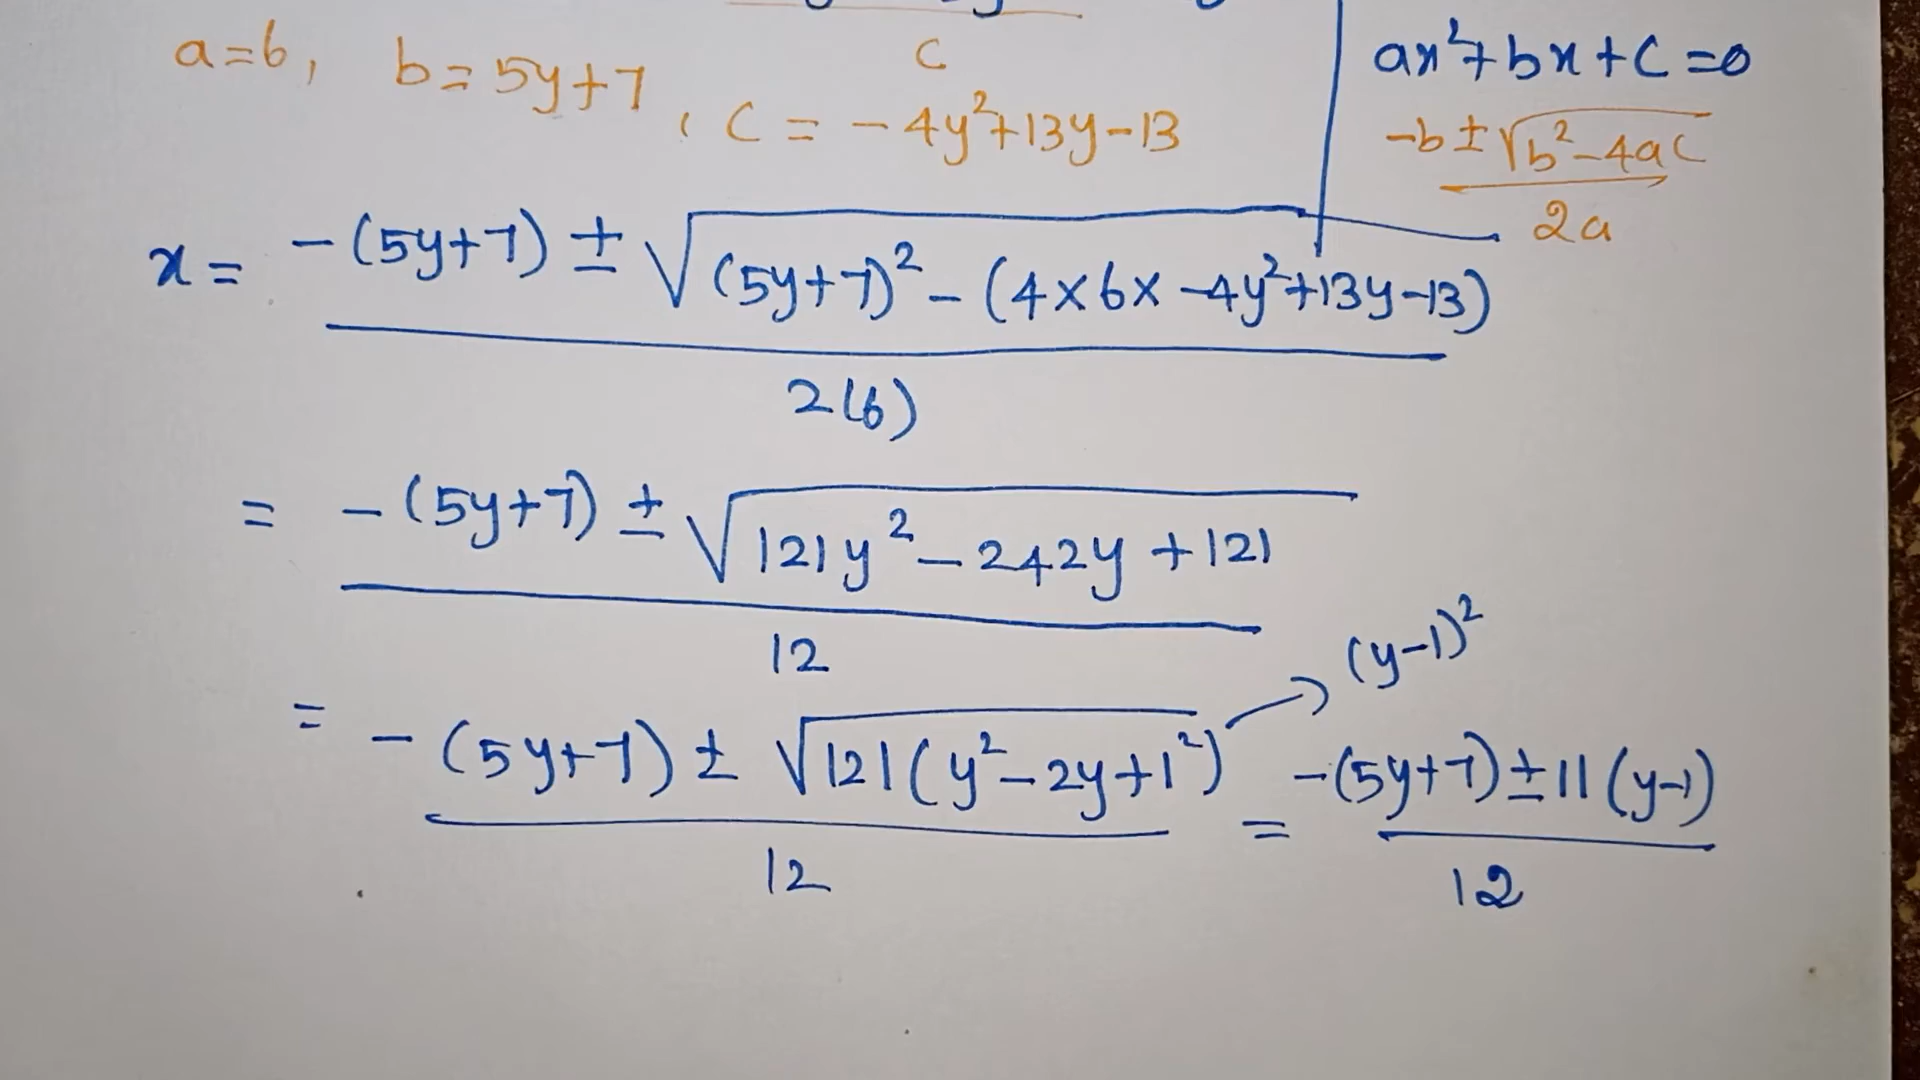 a=6, b=5y+7, c=-4y²+13y-13
c
ax²+bx+c=0
-b±√b²-4ac
2a
x= -(5y+7) ± √(5y+7)² - (4×6×-4y²+13y-13)
2(6)
= -(5y+7) ± √121y²-242y+121
12
(y-1)²
= -(5y+7) ± √121(y²-2y+1²) = -(5y+7)±11(y-1)
12 12